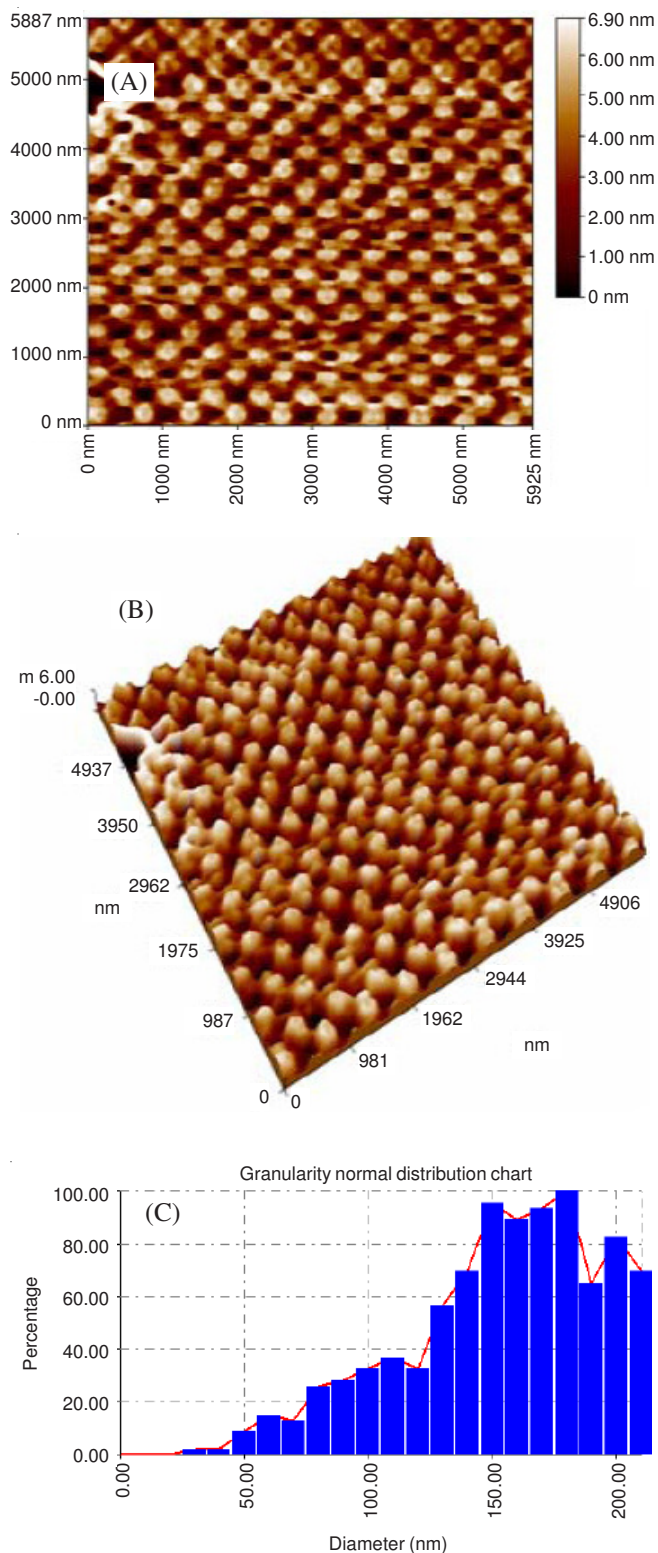 5887 nm
5000 nm
4000 nm
3000 nm
2000 nm
1000 nm
0 nm
(A)
6.90 nm
6.00 nm
5.00 nm
4.00 nm
3.00 nm
2.00 nm
1.00 nm
0 nm
0 nm
1000 nm
2000 nm
3000 nm
4000 nm
5000 nm
5925 nm
(B)
m 6.00
-0.00
4937
3950
2962
nm
1975
987
0
0
981
1962
2944
3925
4906
nm
Granularity normal distribution chart
(C)
100.00
80.00
60.00
40.00
20.00
0.00
Percentage
0.00
50.00
100.00
150.00
200.00
Diameter (nm)